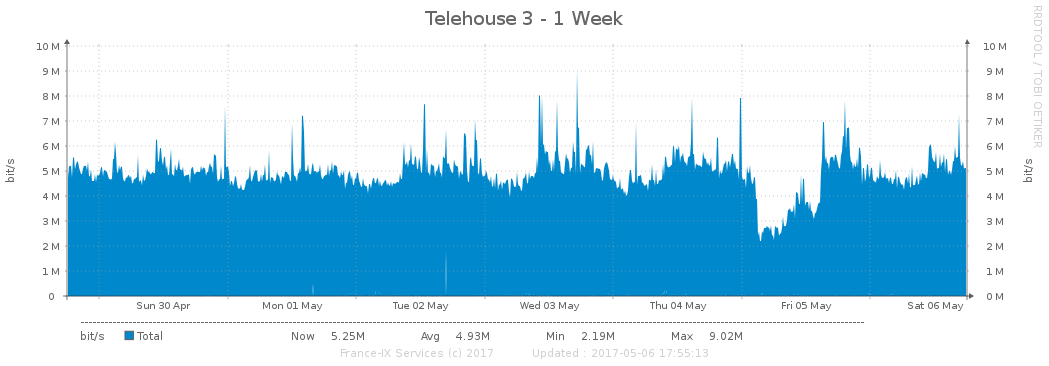 Telehouse 3 - 1 Week
RRDTOOL / TOBI OETIKER
bit/s
bit/s
10 M 10 M
9 M 9 M
8 M 8 M
7 M 7 M
6 M 6 M
5 M 5 M
4 M 4 M
3 M 3 M
2 M 2 M
1 M 1 M
0 0 M
Sun 30 Apr Mon 01 May Tue 02 May Wed 03 May Thu 04 May Fri 05 May Sat 06 May
bit/s Total Now 5.25M Avg 4.93M Min 2.19M Max 9.02M
France-IX Services (c) 2017 Updated : 2017-05-06 17:55:13